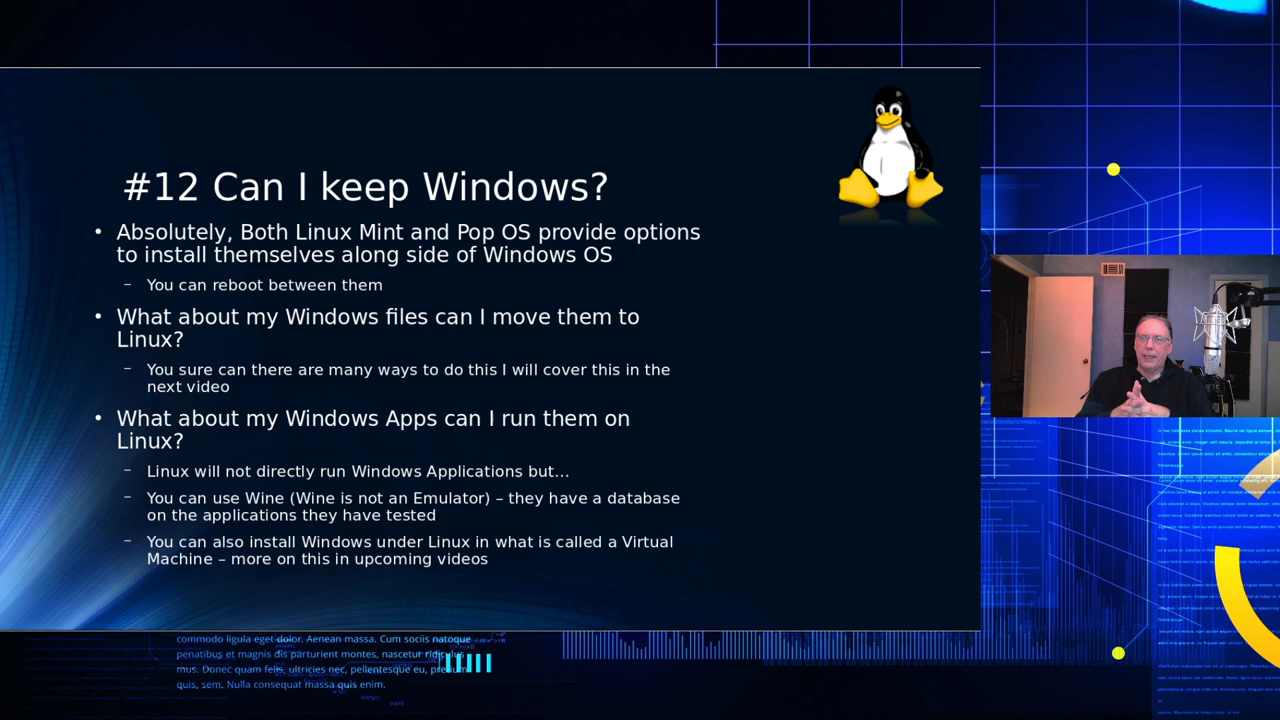 #12 Can I keep Windows?
• Absolutely, Both Linux Mint and Pop OS provide options
to install themselves along side of Windows OS
– You can reboot between them
• What about my Windows files can I move them to
Linux?
– You sure can there are many ways to do this I will cover this in the
next video
• What about my Windows Apps can I run them on
Linux?
– Linux will not directly run Windows Applications but...
– You can use Wine (Wine is not an Emulator) – they have a database
on the applications they have tested
– You can also install Windows under Linux in what is called a Virtual
Machine – more on this in upcoming videos
commodo ligula eget dolor. Aenean massa. Cum sociis natoque
penatibus et magnis dis parturient montes, nascetur ridiculus
mus. Donec quam felis, ultricies nec, pellentesque eu, pretium
quis, sem. Nulla consequat massa quis enim.